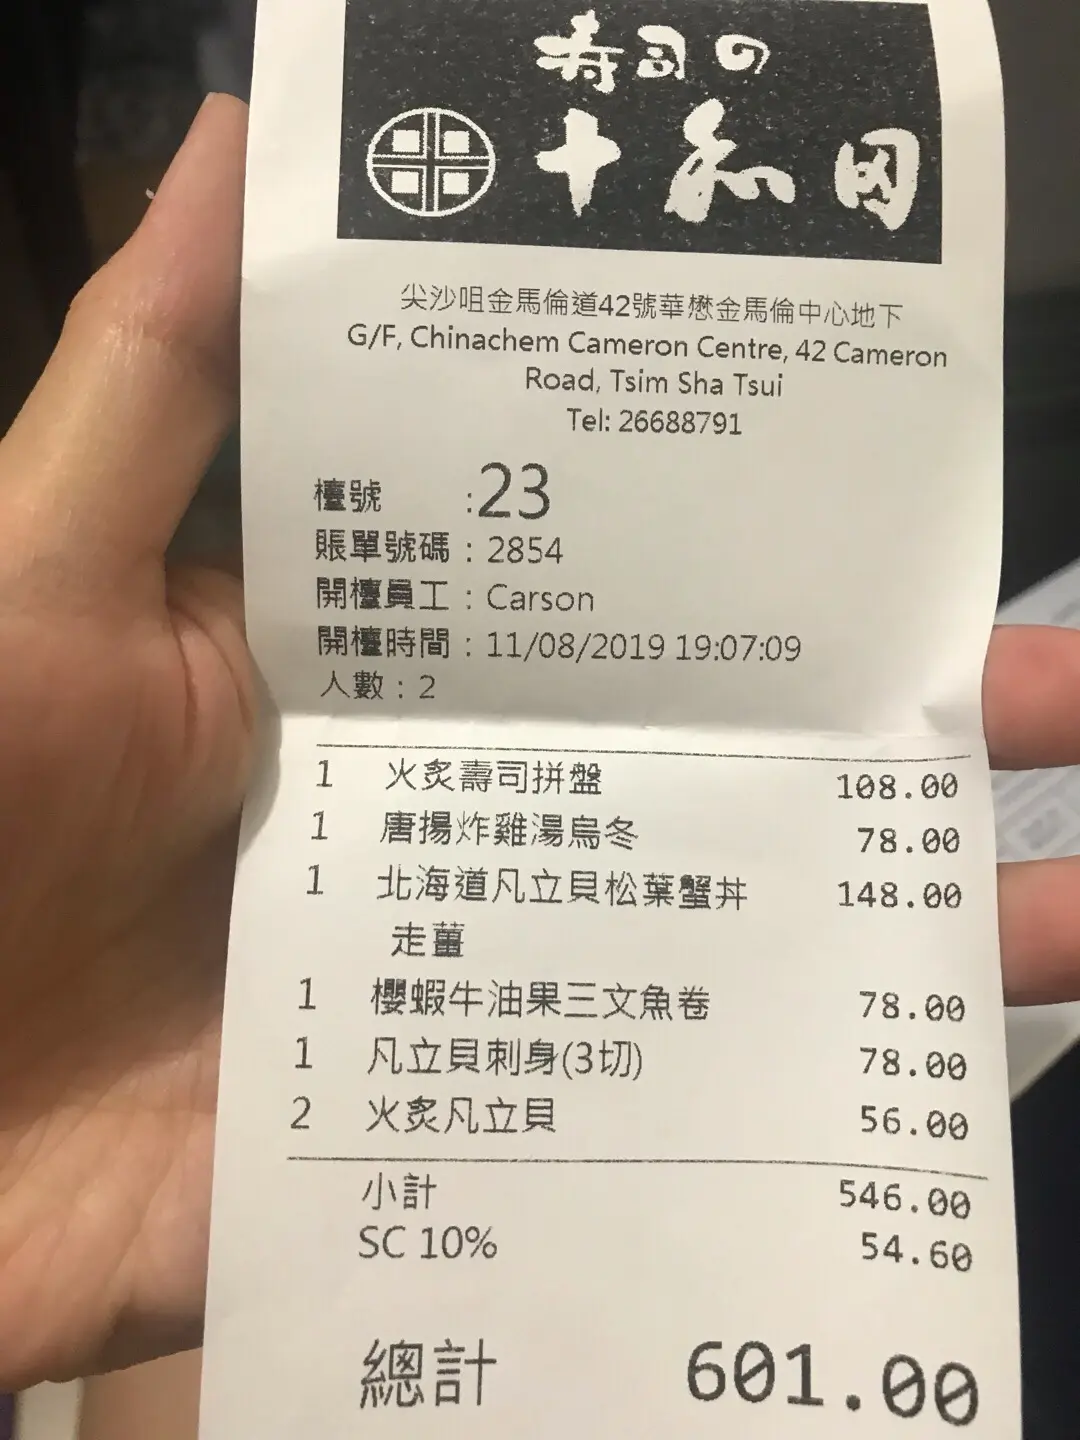 寿司の
十和田
尖沙咀金馬倫道42號華懋金馬倫中心地下
G/F, Chinachem Cameron Centre, 42 Cameron
Road, Tsim Sha Tsui
Tel: 26688791
檯號 :23
賬單號碼 : 2854
開檯員工 : Carson
開檯時間 : 11/08/2019 19:07:09
人數 : 2
1 火炙壽司拼盤 108.00
1 唐揚炸雞湯烏冬 78.00
1 北海道凡立貝松葉蟹丼 148.00
走薑
1 櫻蝦牛油果三文魚卷 78.00
1 凡立貝刺身(3切) 78.00
2 火炙凡立貝 56.00
小計 546.00
SC 10% 54.60
總計 601.00